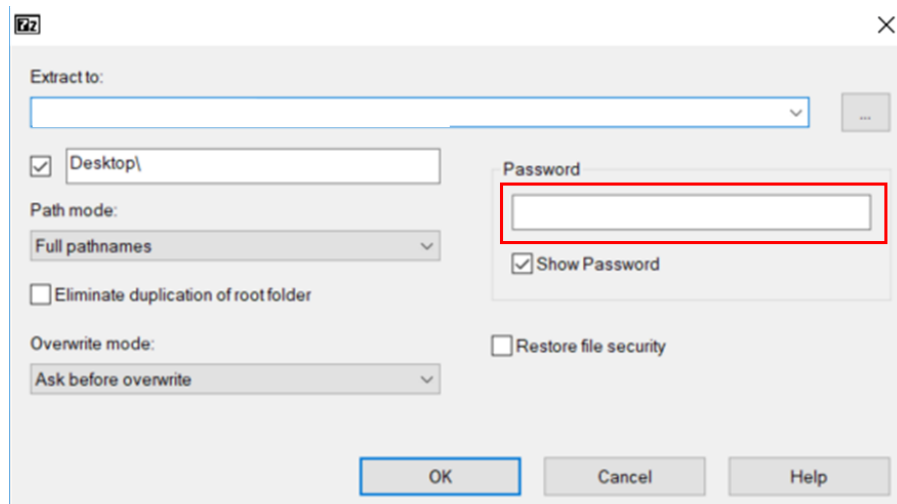 7z
Extract to:
...
Desktop\
Password
Path mode:
Full pathnames
Show Password
Eliminate duplication of root folder
Overwrite mode:
Restore file security
Ask before overwrite
OK
Cancel
Help